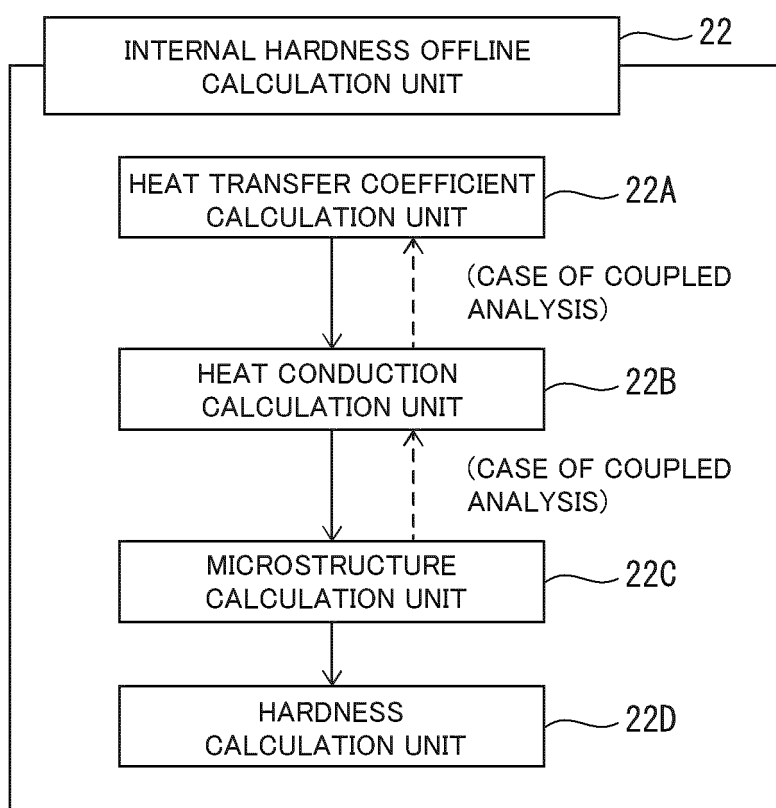 INTERNAL HARDNESS OFFLINE
CALCULATION UNIT
22
HEAT TRANSFER COEFFICIENT
CALCULATION UNIT
22A
(CASE OF COUPLED
ANALYSIS)
HEAT CONDUCTION
CALCULATION UNIT
22B
(CASE OF COUPLED
ANALYSIS)
MICROSTRUCTURE
CALCULATION UNIT
22C
HARDNESS
CALCULATION UNIT
22D